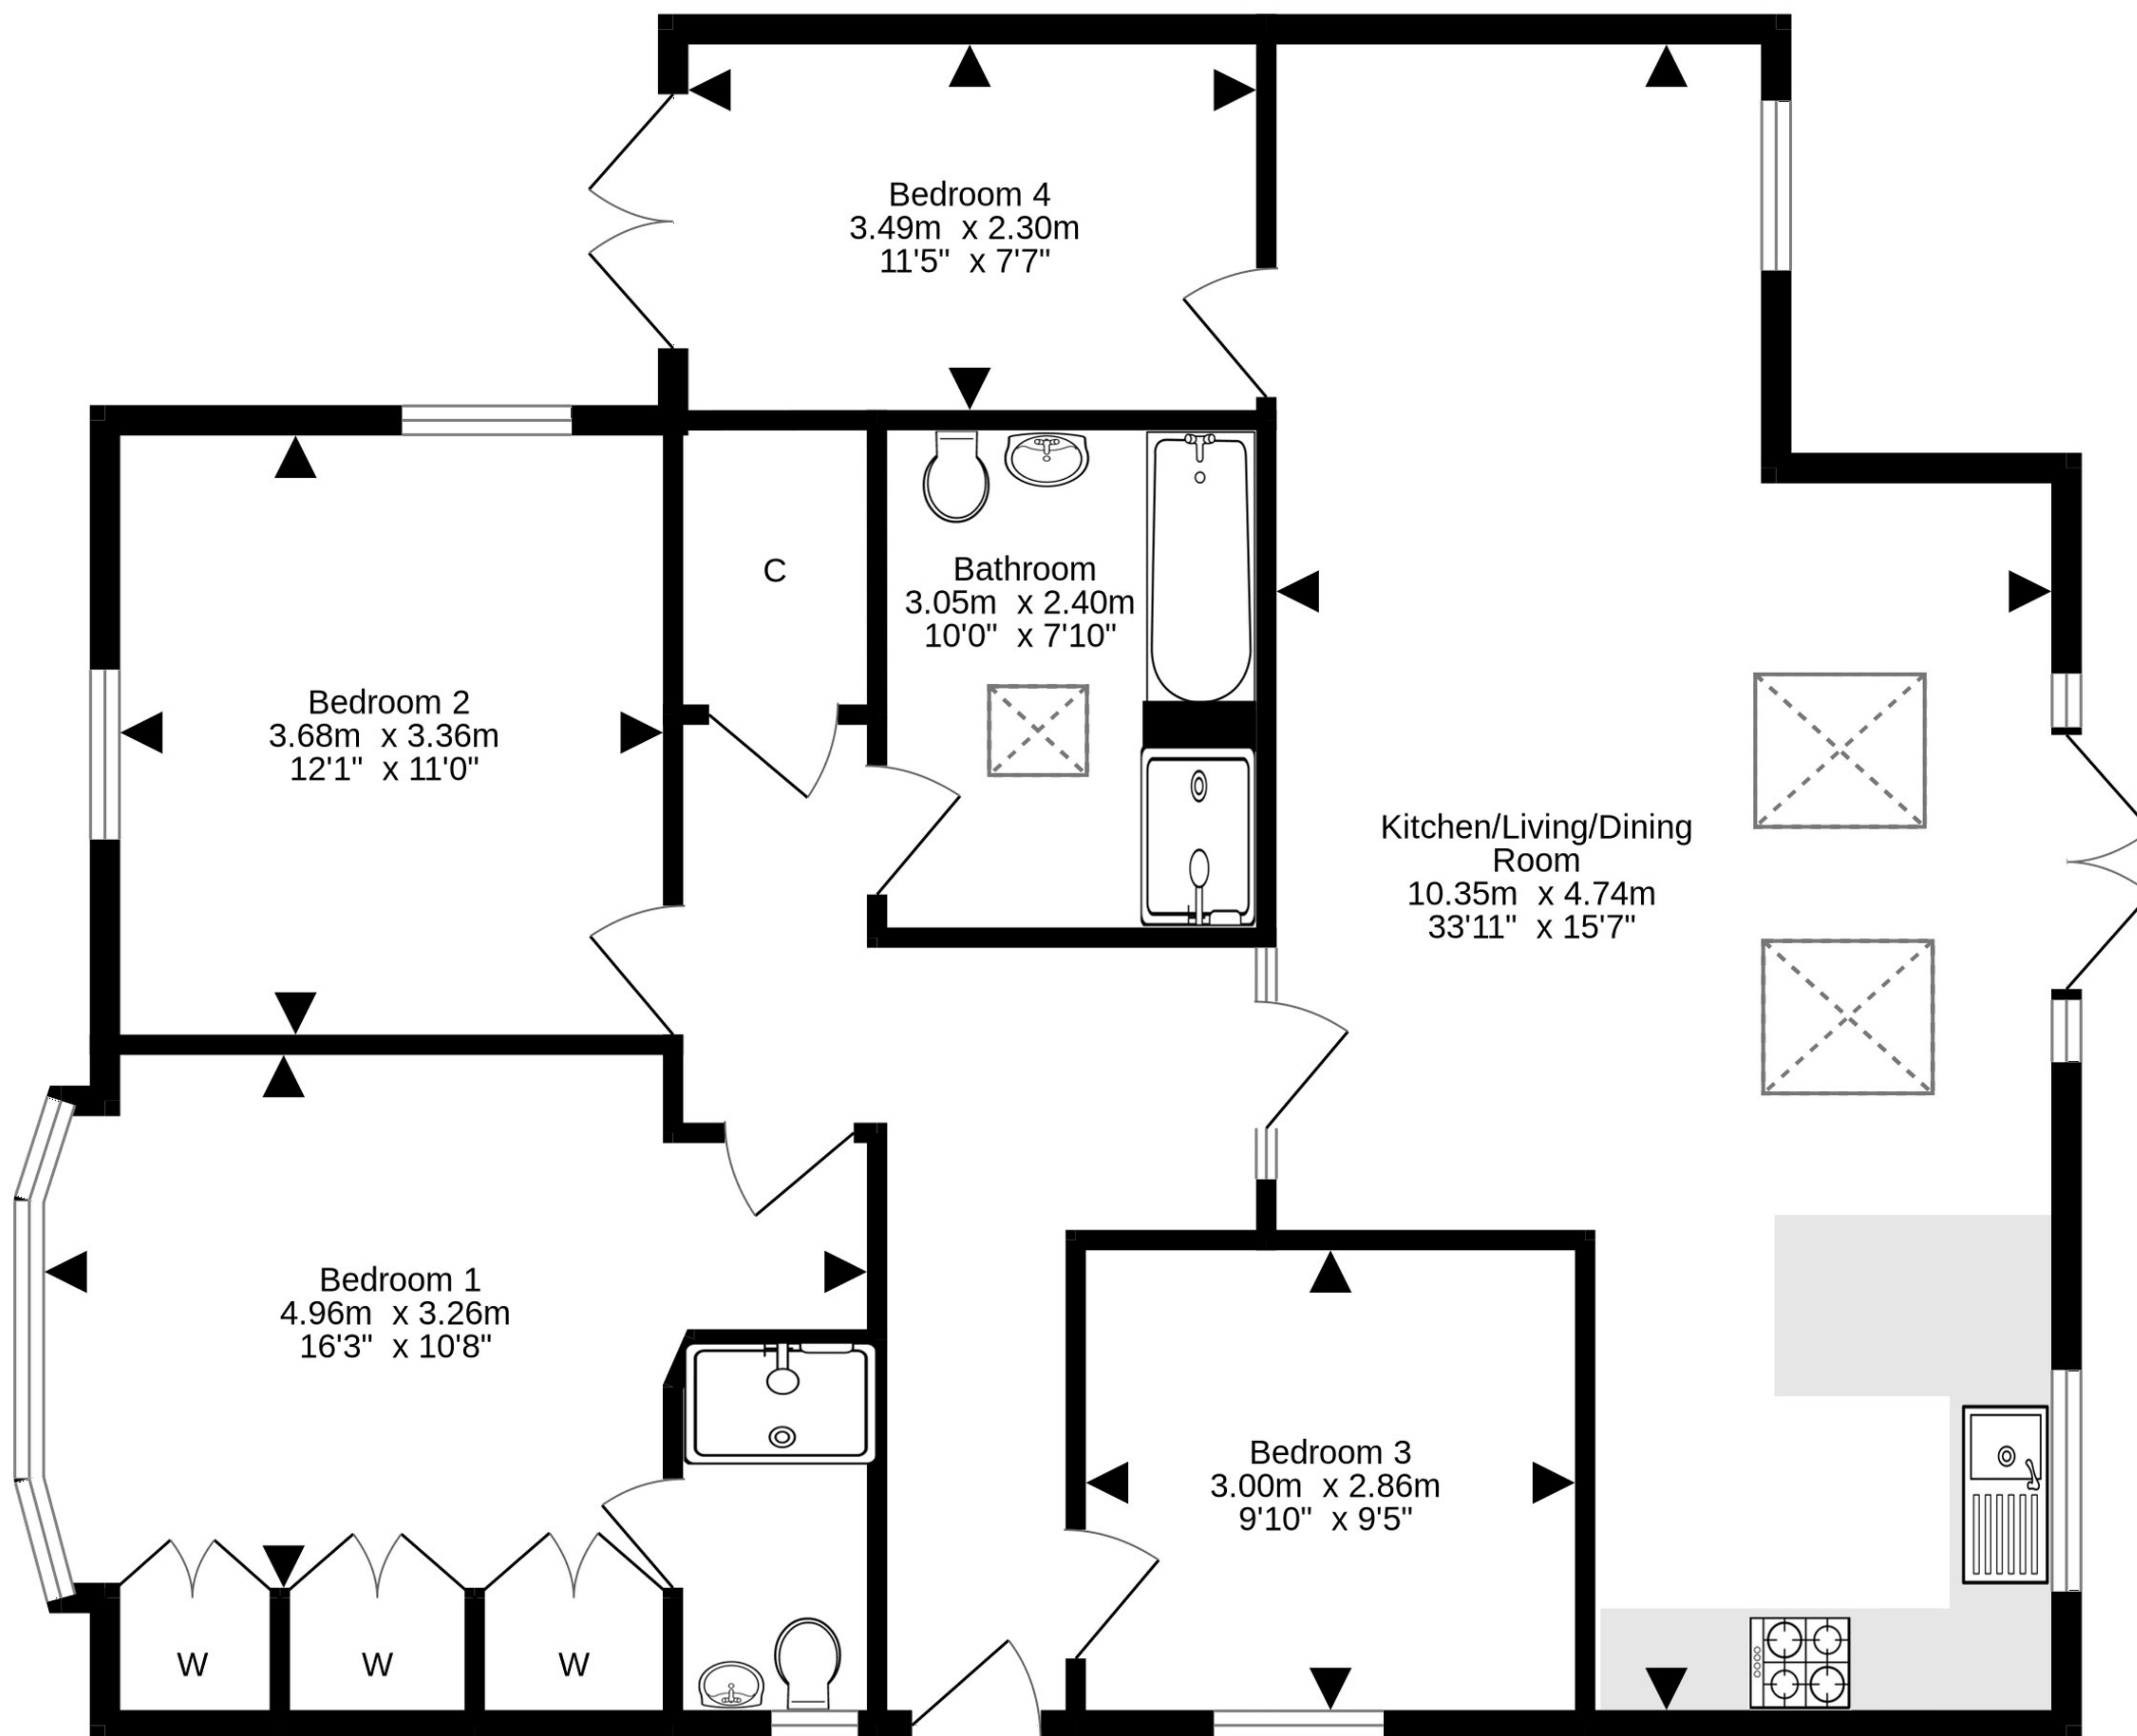 Bedroom 4
3.49m x 2.30m
11'5" x 7'7"
C
Bathroom
3.05m x 2.40m
10'0" x 7'10"
Bedroom 2
3.68m x 3.36m
12'1" x 11'0"
Kitchen/Living/Dining
Room
10.35m x 4.74m
33'11" x 15'7"
Bedroom 1
4.96m x 3.26m
16'3" x 10'8"
Bedroom 3
3.00m x 2.86m
9'10" x 9'5"
W
W
W